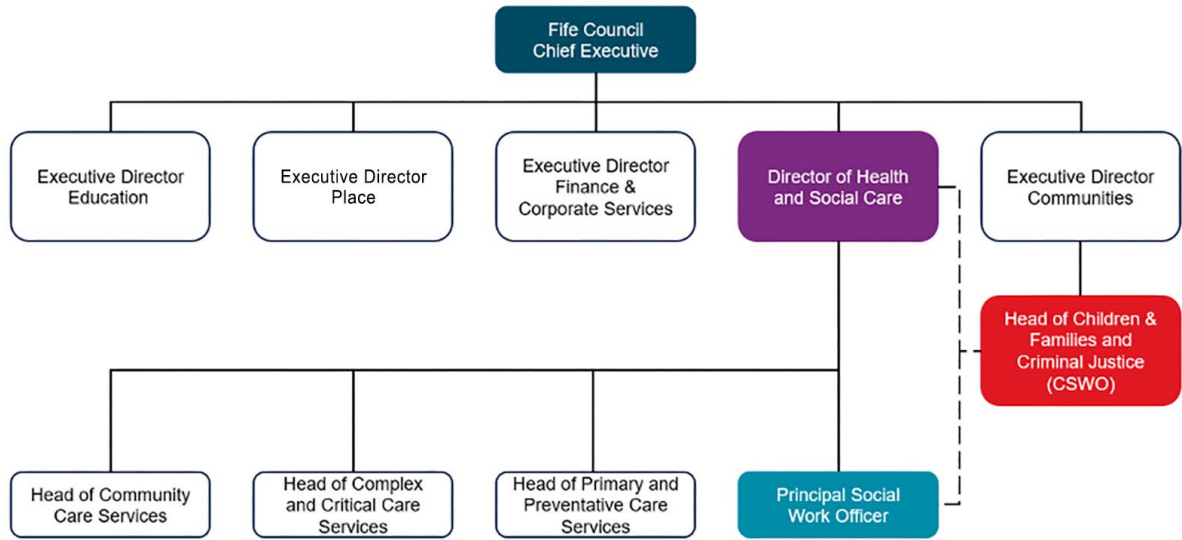 Fife Council
Chief Executive
Executive Director
Education
Executive Director
Place
Executive Director
Finance &
Corporate Services
Director of Health
and Social Care
Executive Director
Communities
Head of Children &
Families and
Criminal Justice
(CSWO)
Head of Community
Care Services
Head of Complex
and Critical Care
Services
Head of Primary and
Preventative Care
Services
Principal Social
Work Officer